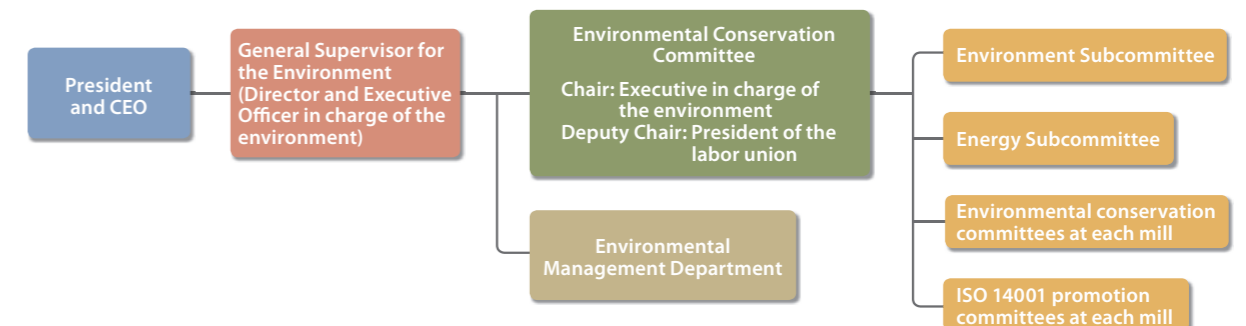 President
and CEO
General Supervisor for
the Environment
(Director and Executive
Officer in charge of the
environment)
Environmental Conservation
Committee
Chair: Executive in charge of
the environment
Deputy Chair: President of the
labor union
Environmental
Management Department
Environment Subcommittee
Energy Subcommittee
Environmental conservation
committees at each mill
ISO 14001 promotion
committees at each mill